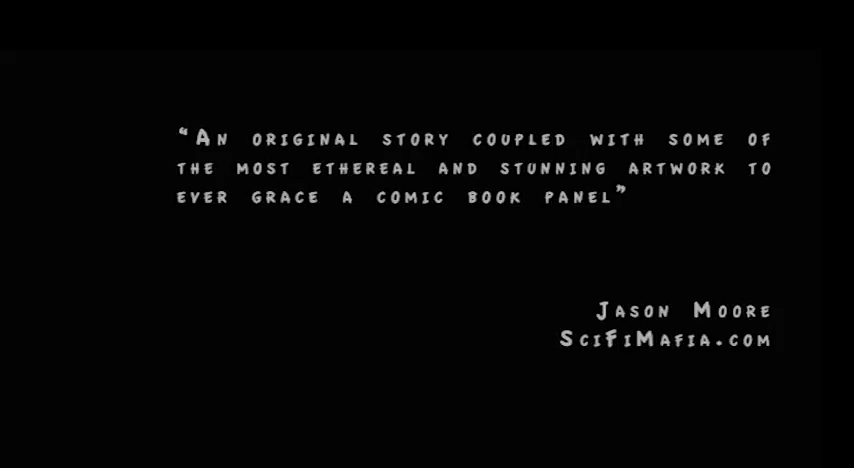 “An original story coupled with some of
the most ethereal and stunning artwork to
ever grace a comic book panel”
Jason Moore
SciFiMafia.com